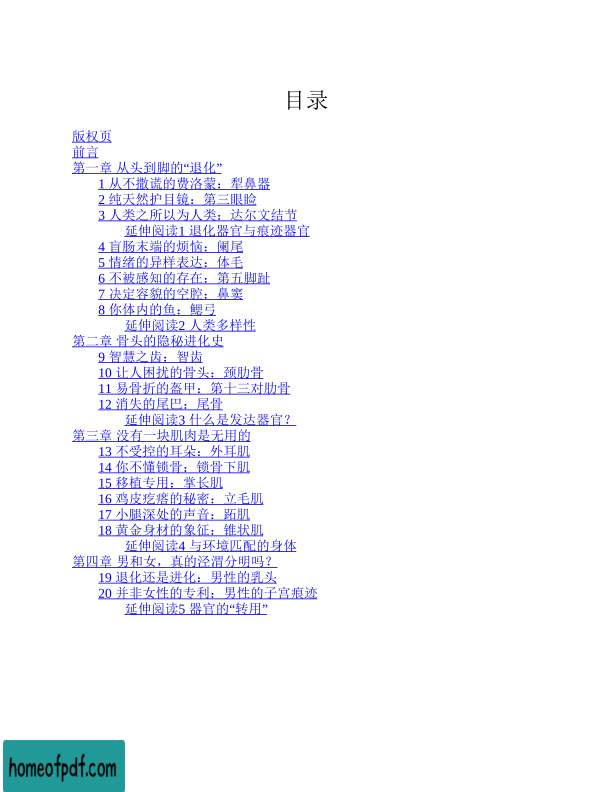 目录
版权页
前言
第一章 从头到脚的“退化”
1 从不撒谎的费洛蒙：犁鼻器
2 纯天然护目镜：第三眼睑
3 人类之所以为人类：达尔文结节
延伸阅读1 退化器官与痕迹器官
4 盲肠末端的烦恼：阑尾
5 情绪的异样表达：体毛
6 不被感知的存在：第五脚趾
7 决定容貌的空腔：鼻窦
8 你体内的鱼：鳃弓
延伸阅读2 人类多样性
第二章 骨头的隐秘进化史
9 智慧之齿：智齿
10 让人困扰的骨头：颈肋骨
11 易骨折的盔甲：第十三对肋骨
12 消失的尾巴：尾骨
延伸阅读3 什么是发达器官？
第三章 没有一块肌肉是无用的
13 不受控的耳朵：外耳肌
14 你不懂锁骨：锁骨下肌
15 移植专用：掌长肌
16 鸡皮疙瘩的秘密：立毛肌
17 小腿深处的声音：跖肌
18 黄金身材的象征：锥状肌
延伸阅读4 与环境匹配的身体
第四章 男和女，真的泾渭分明吗？
19 退化还是进化：男性的乳头
20 并非女性的专利：男性的子宫痕迹
延伸阅读5 器官的“转用”
homeofpdf.com